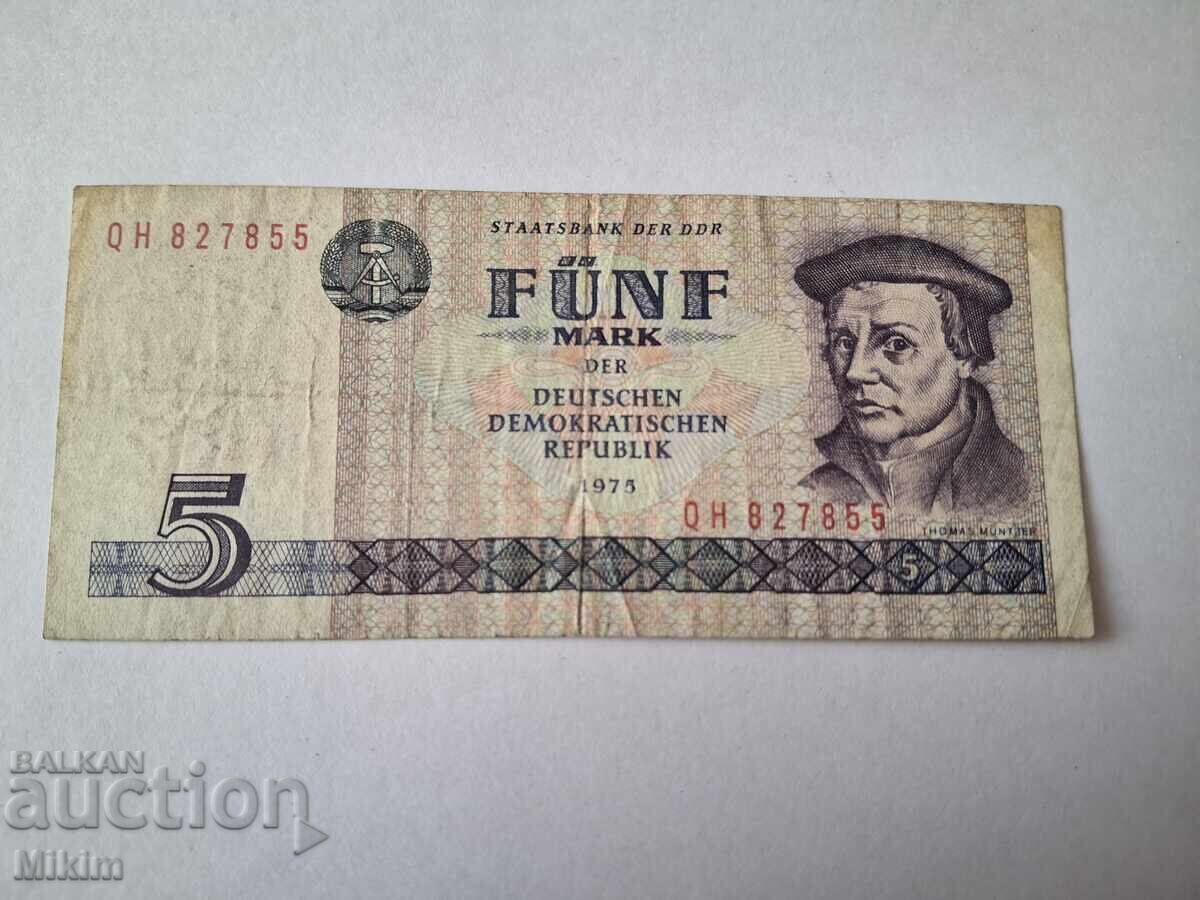 QH 827855
STAATSBANK DER DDR
FÜNF
MARK
DER
DEUTSCHEN
DEMOKRATISCHEN
REPUBLIK
1975
QH 827855
THOMAS MÜNTZER
5
5
BALKAN
auction
Mikim